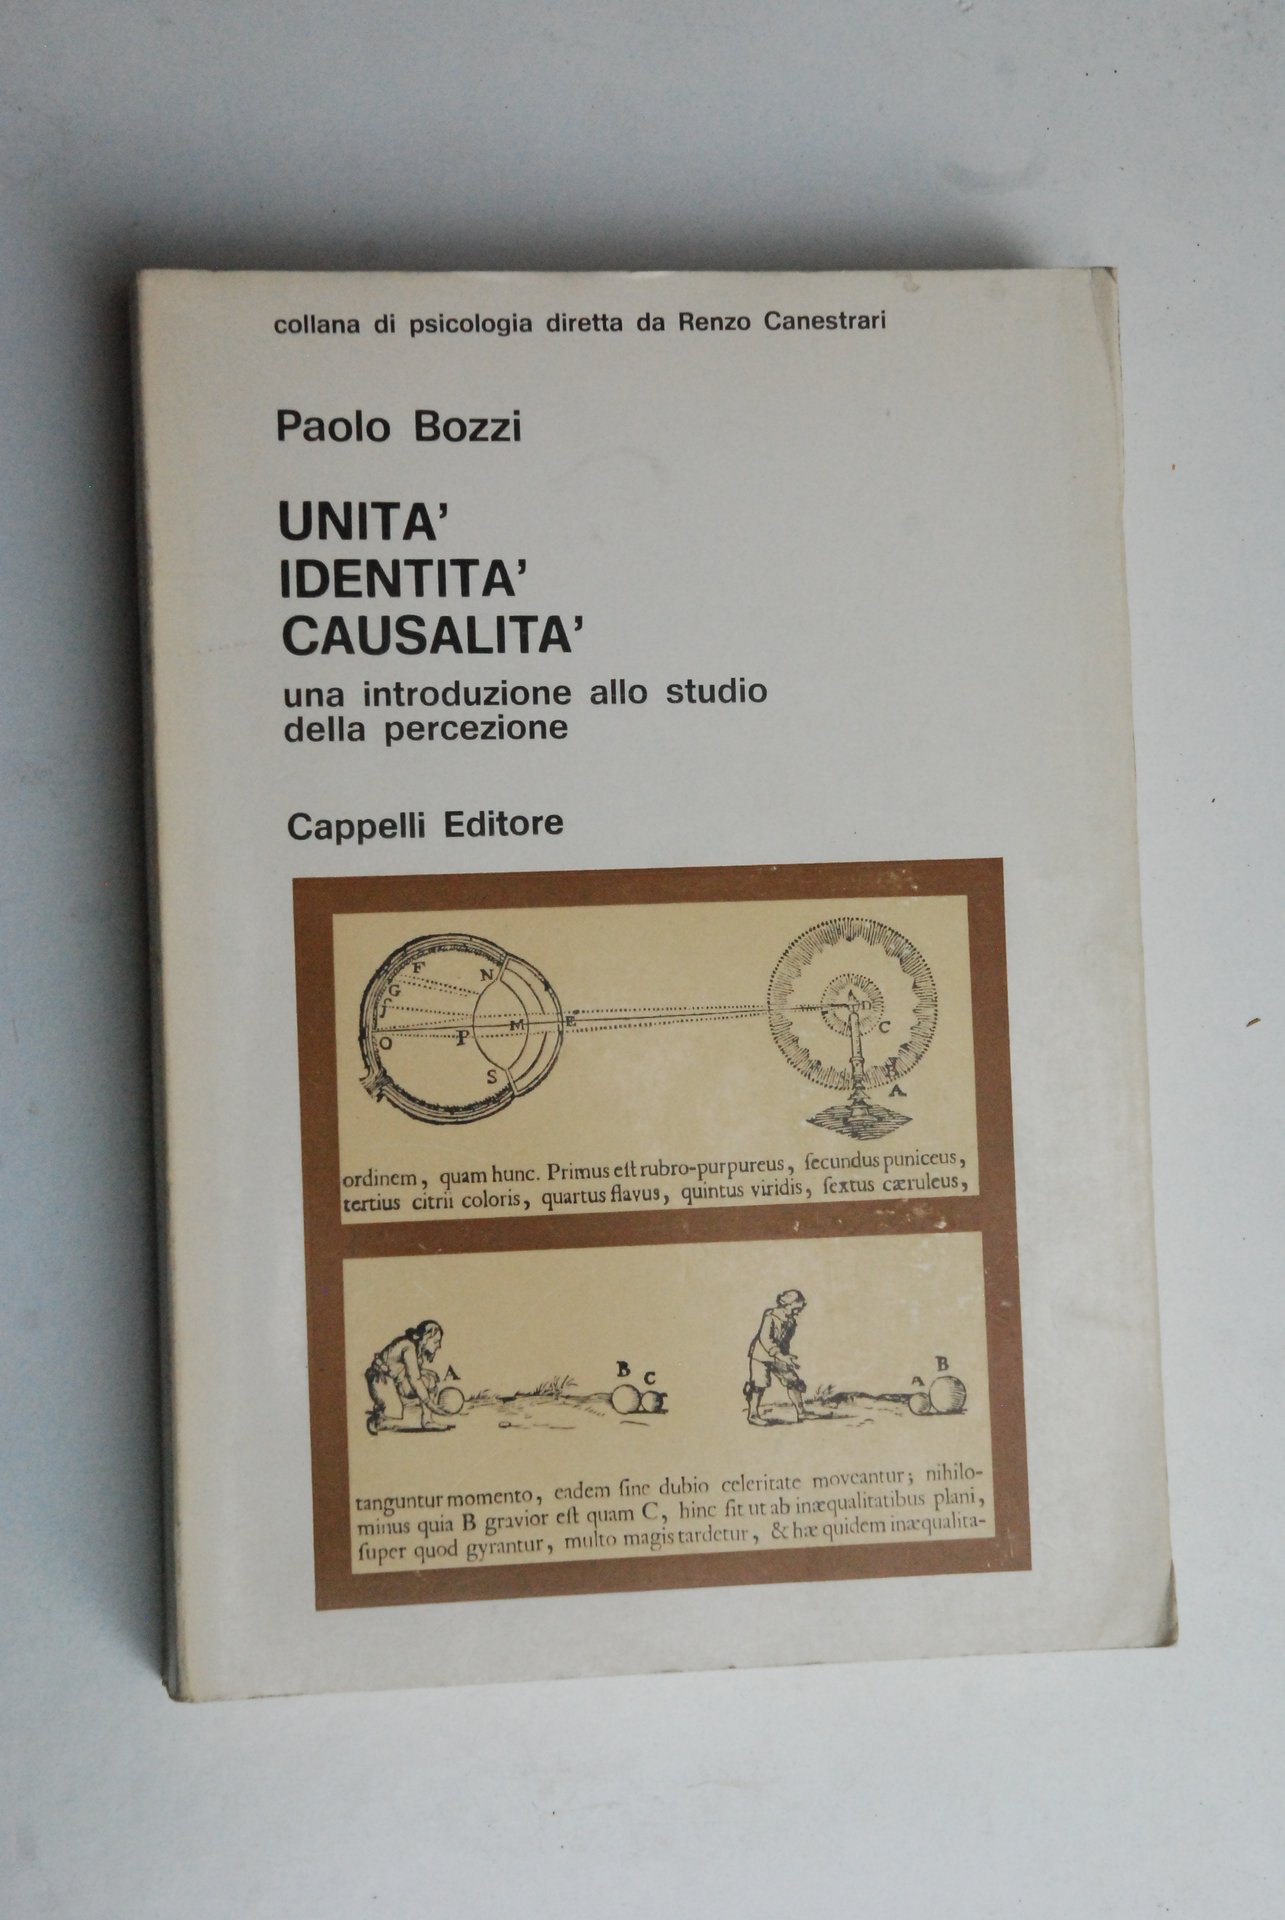 collana di psicologia diretta da Renzo Canestrari
Paolo Bozzi
UNITA'
IDENTITA'
CAUSALITA'
una introduzione allo studio
della percezione
Cappelli Editore
F
N
G
ſ
M
E
O
P
S
D
C
B
A
ordinem, quam hunc. Primus eſt rubro-purpureus, ſecundus puniceus,
tertius citrii coloris, quartus flavus, quintus viridis, ſextus cæruleus,
A
B
C
A
B
tanguntur momento, eadem ſine dubio celeritate moveantur; nihilo-
minus quia B gravior eſt quam C, hinc fit ut ab inæqualitatibus plani,
ſuper quod gyrantur, multo magis tardetur, & hæ quidem inæqualita-